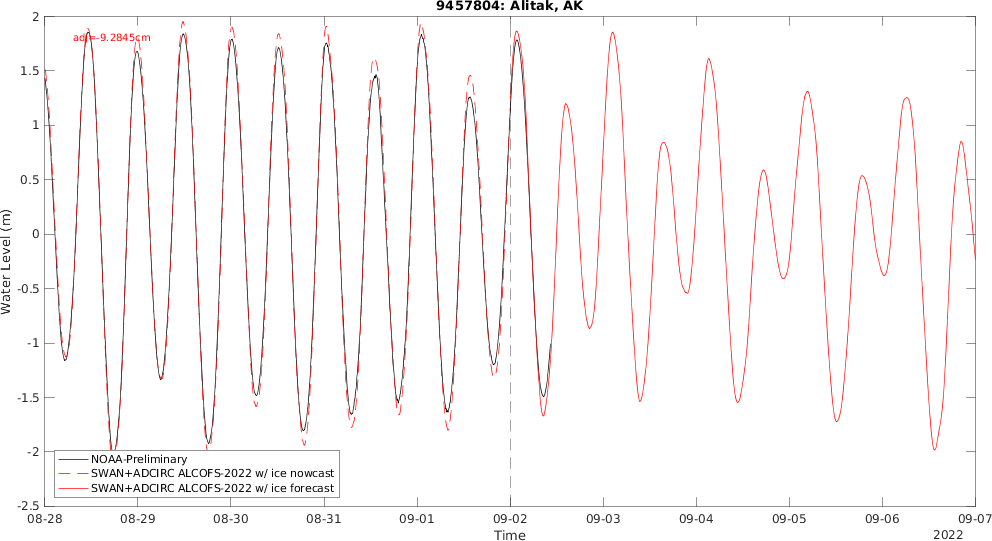 9457804: Alitak, AK
adj=-9.2845cm
2
1.5
1
0.5
0
-0.5
-1
-1.5
-2
-2.5
Water Level (m)
NOAA-Preliminary
SWAN+ADCIRC ALCOFS-2022 w/ ice nowcast
SWAN+ADCIRC ALCOFS-2022 w/ ice forecast
08-28 08-29 08-30 08-31 09-01 09-02 09-03 09-04 09-05 09-06 09-07
Time
2022